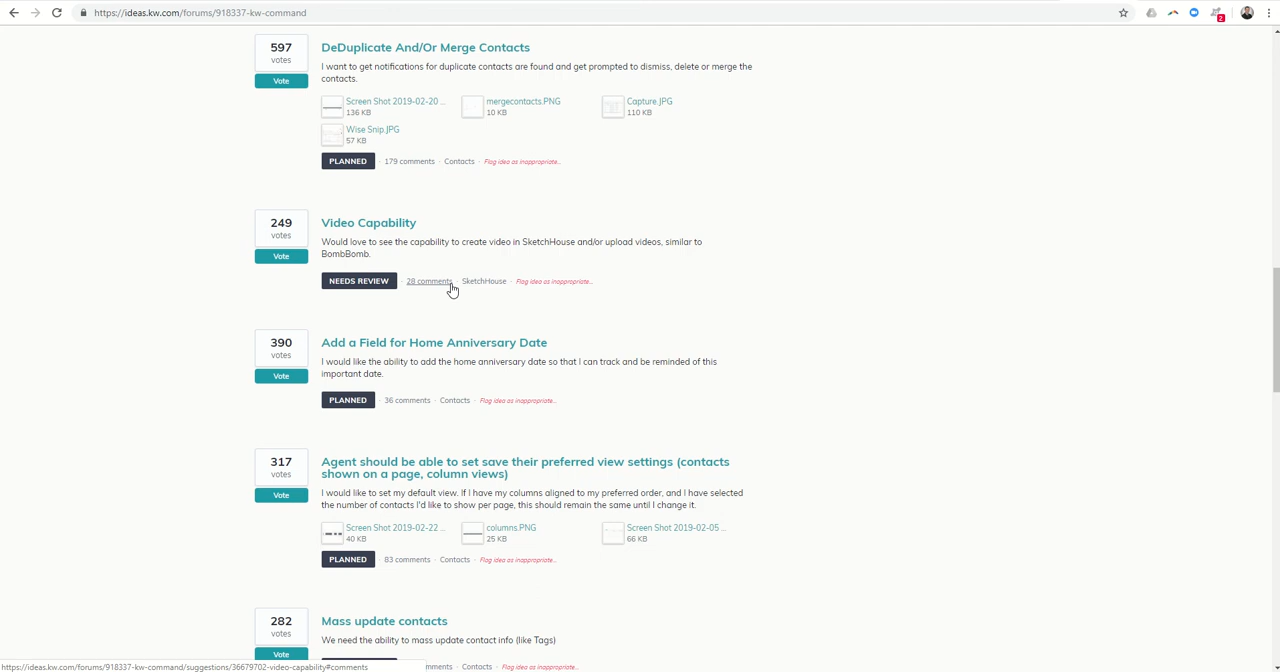 https://ideas.kw.com/forums/918337-kw-command
2
597
votes
Vote
DeDuplicate And/Or Merge Contacts
I want to get notifications for duplicate contacts are found and get prompted to dismiss, delete or merge the
contacts.
Screen Shot 2019-02-20 ...
136 KB
mergecontacts.PNG
10 KB
Capture.JPG
110 KB
Wise Snip.JPG
57 KB
PLANNED · 179 comments · Contacts · Flag idea as inappropriate...
249
votes
Vote
Video Capability
Would love to see the capability to create video in SketchHouse and/or upload videos, similar to
BombBomb.
NEEDS REVIEW · 28 comments · SketchHouse · Flag idea as inappropriate...
390
votes
Vote
Add a Field for Home Anniversary Date
I would like the ability to add the home anniversary date so that I can track and be reminded of this
important date.
PLANNED · 36 comments · Contacts · Flag idea as inappropriate...
317
votes
Vote
Agent should be able to set save their preferred view settings (contacts
shown on a page, column views)
I would like to set my default view. If I have my columns aligned to my preferred order, and I have selected
the number of contacts I'd like to show per page, this should remain the same until I change it.
Screen Shot 2019-02-22 ...
40 KB
columns.PNG
25 KB
Screen Shot 2019-02-05 ...
66 KB
PLANNED · 83 comments · Contacts · Flag idea as inappropriate...
282
votes
Vote
Mass update contacts
We need the ability to mass update contact info (like Tags)
mments · Contacts · Flag idea as inappropriate...
https://ideas.kw.com/forums/918337-kw-command/suggestions/36679702-video-capability#comments